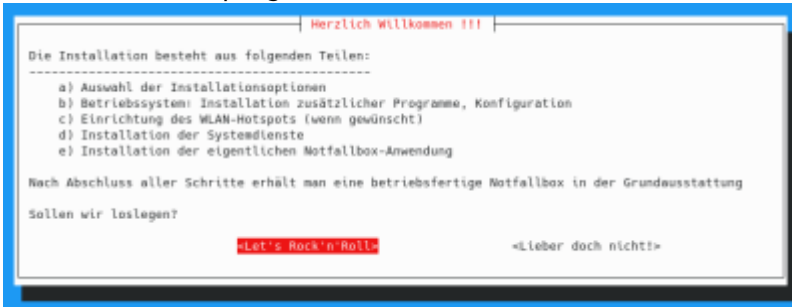 Herzlich Willkommen !!!
Die Installation besteht aus folgenden Teilen:
----------------------------------------------
a) Auswahl der Installationsoptionen
b) Betriebssystem: Installation zusätzlicher Programme, Konfiguration
c) Einrichtung des WLAN-Hotspots (wenn gewünscht)
d) Installation der Systemdienste
e) Installation der eigentlichen Notfallbox-Anwendung
Nach Abschluss aller Schritte erhält man eine betriebsfertige Notfallbox in der Grundausstattung
Sollen wir loslegen?
<Let's Rock'n'Roll> <Lieber doch nicht!>